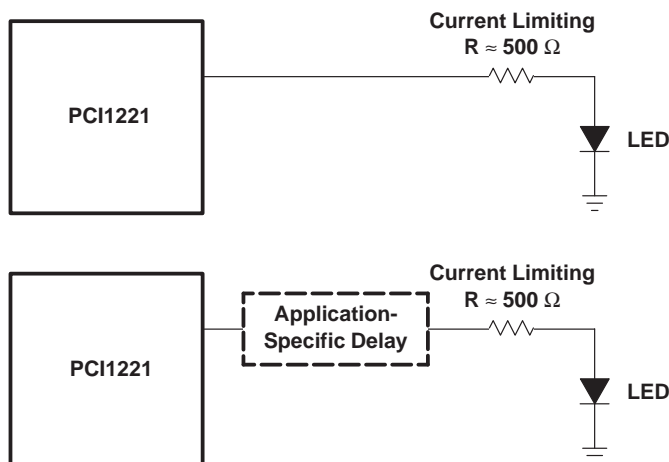 Current Limiting
R ≈ 500 Ω
PCI1221
LED
Current Limiting
R ≈ 500 Ω
Application-
Specific Delay
PCI1221
LED